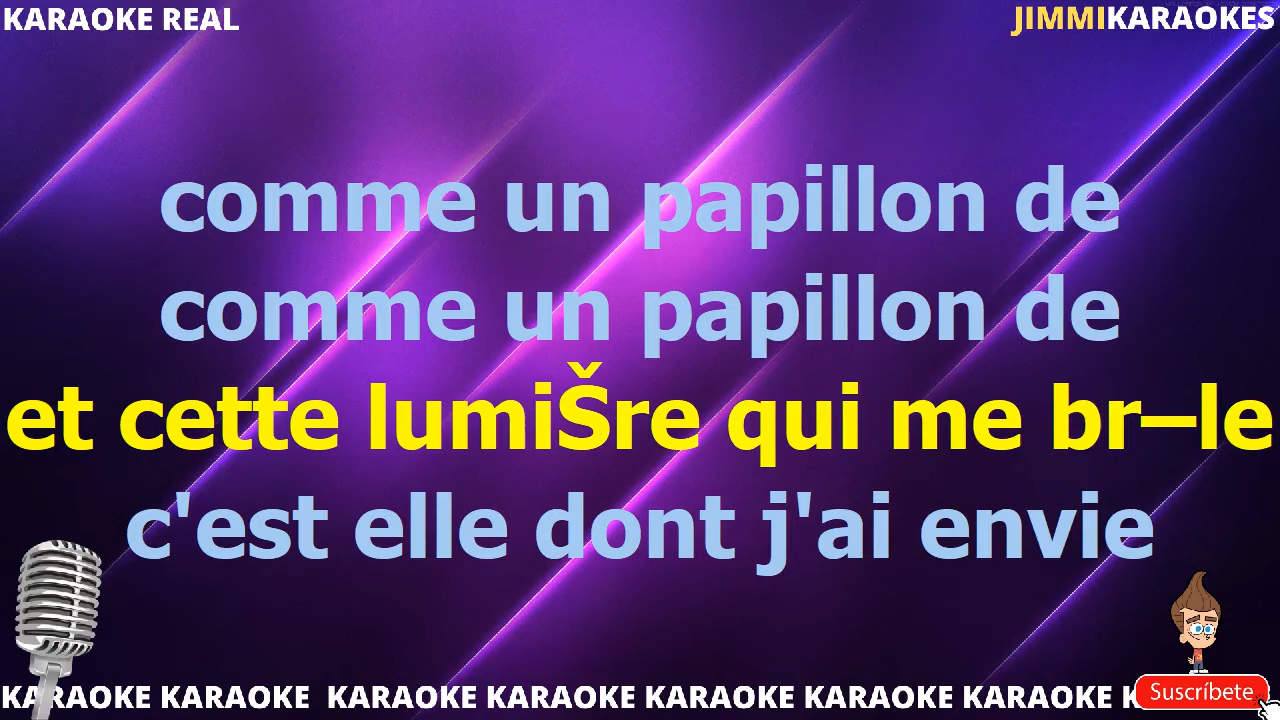 KARAOKE REAL
JIMMIKARAOKES
comme un papillon de
comme un papillon de
et cette lumiŠre qui me br–le
c'est elle dont j'ai envie
KARAOKE KARAOKE KARAOKE KARAOKE KARAOKE KARAOKE KARAOKE K
Suscríbete